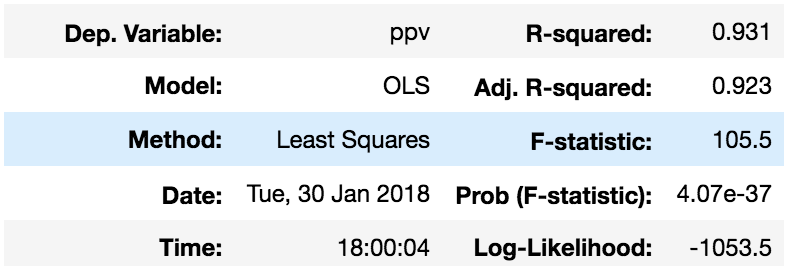 Dep. Variable: ppv R-squared: 0.931
Model: OLS Adj. R-squared: 0.923
Method: Least Squares F-statistic: 105.5
Date: Tue, 30 Jan 2018 Prob (F-statistic): 4.07e-37
Time: 18:00:04 Log-Likelihood: -1053.5